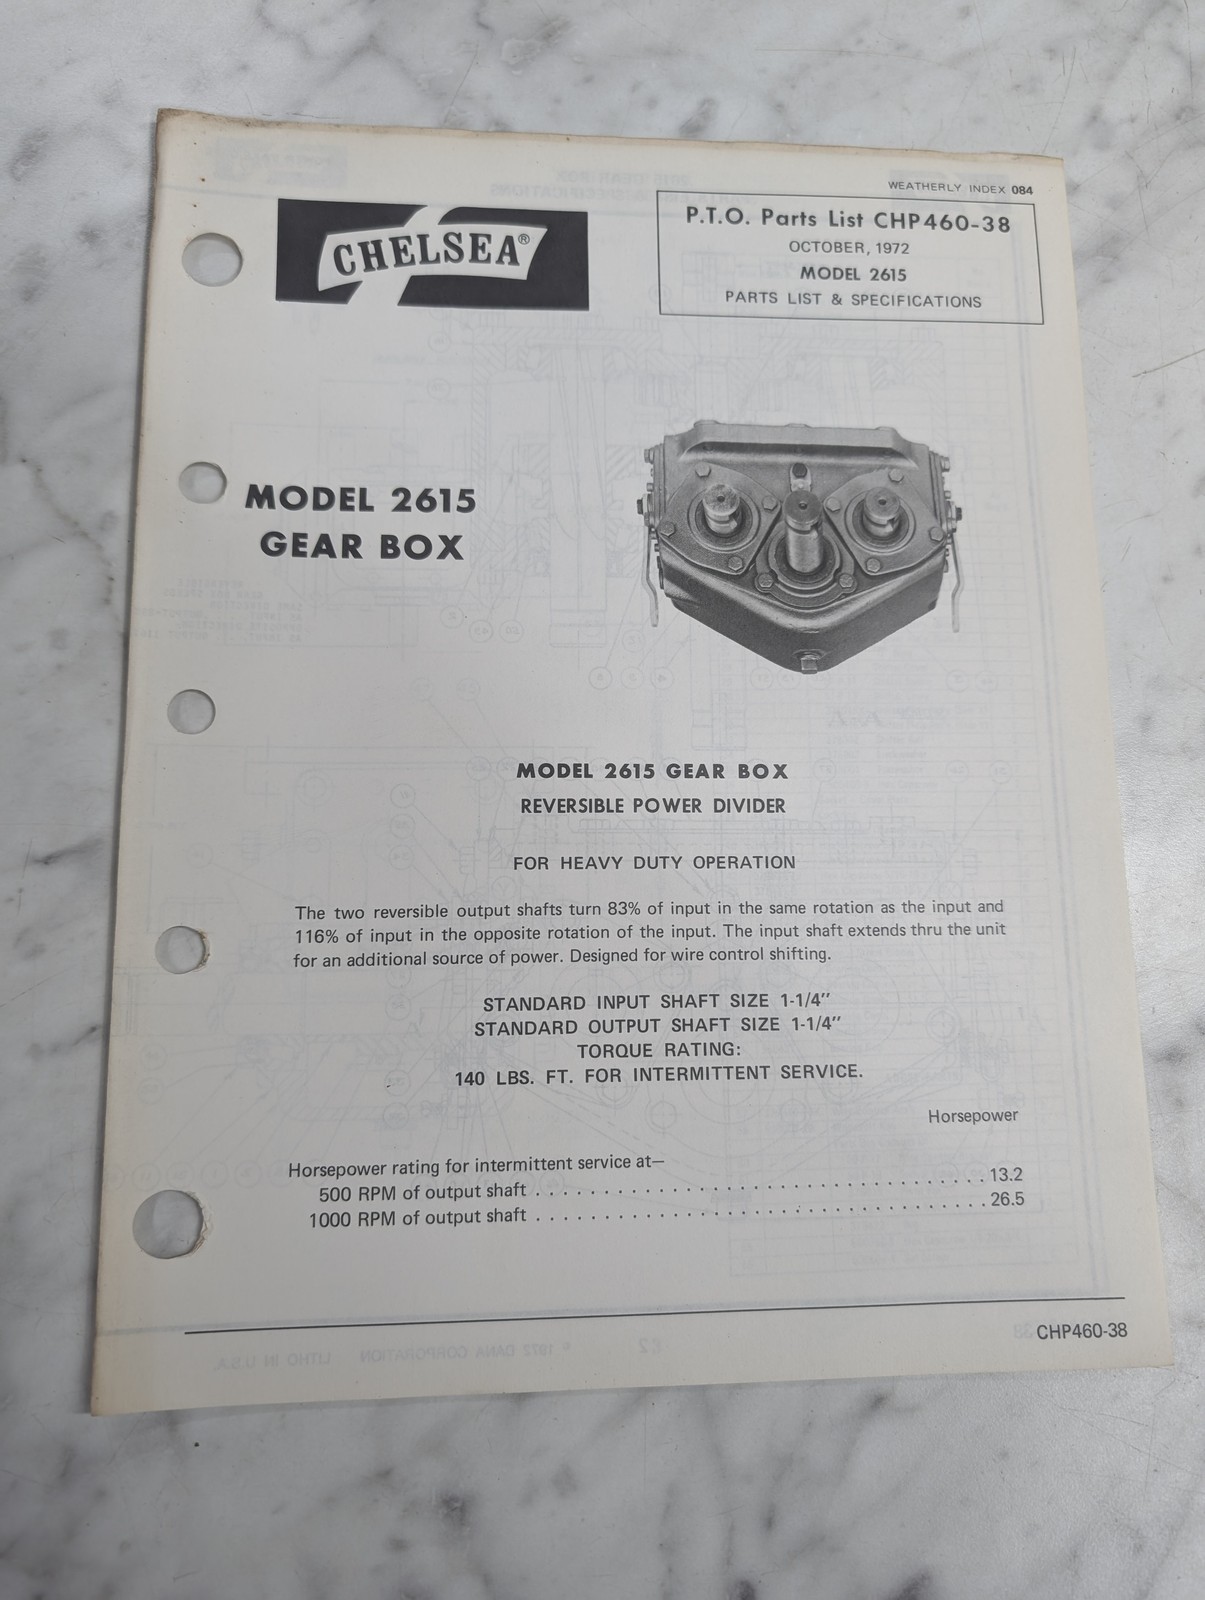 WEATHERLY INDEX 084
CHELSEA®
P.T.O. Parts List CHP460-38
OCTOBER, 1972
MODEL 2615
PARTS LIST & SPECIFICATIONS
MODEL 2615
GEAR BOX
MODEL 2615 GEAR BOX
REVERSIBLE POWER DIVIDER
FOR HEAVY DUTY OPERATION
The two reversible output shafts turn 83% of input in the same rotation as the input and
116% of input in the opposite rotation of the input. The input shaft extends thru the unit
for an additional source of power. Designed for wire control shifting.
STANDARD INPUT SHAFT SIZE 1-1/4"
STANDARD OUTPUT SHAFT SIZE 1-1/4"
TORQUE RATING:
140 LBS. FT. FOR INTERMITTENT SERVICE.
Horsepower
Horsepower rating for intermittent service at—
500 RPM of output shaft . . . . . . . . . . . . . . . . . . . . . . . . . . . . . . . . . 13.2
1000 RPM of output shaft . . . . . . . . . . . . . . . . . . . . . . . . . . . . . . . . . 26.5
CHP460-38
© 1972 DANA CORPORATION LITHO IN U.S.A.